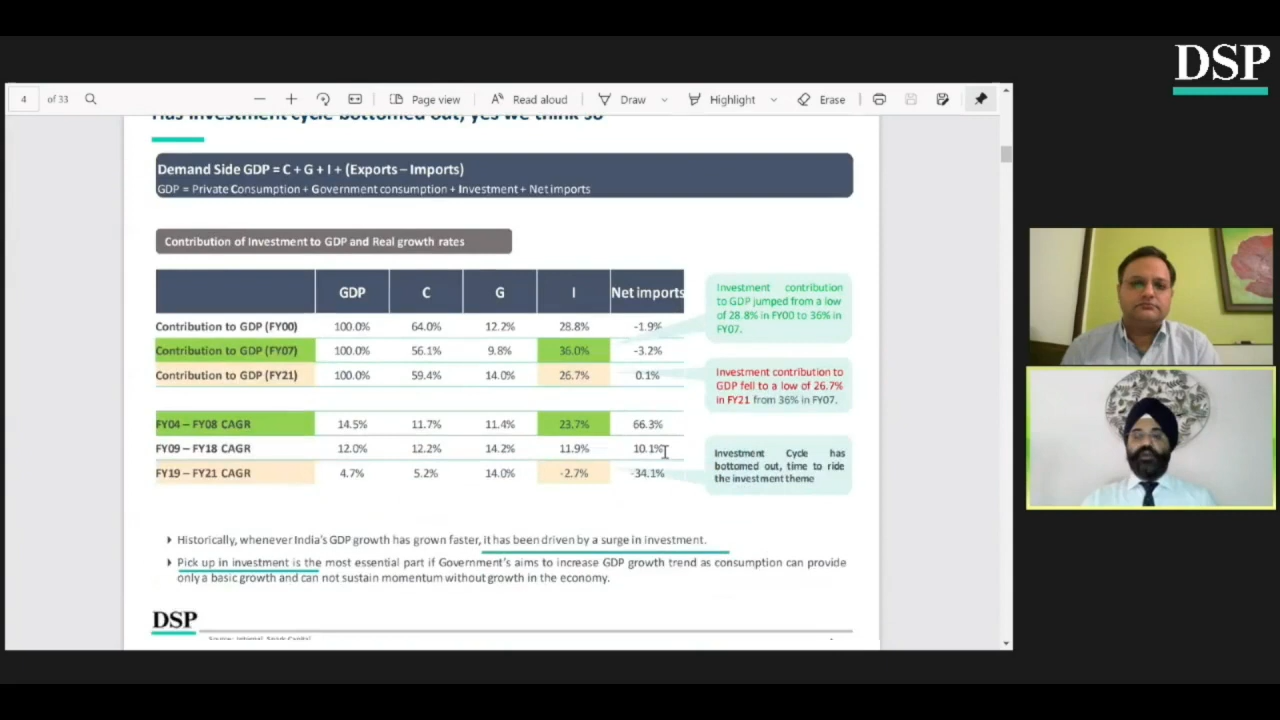 DSP
4 of 33 Page view Read aloud Draw Highlight Erase
Has investment cycle bottomed out, yes we think so
Demand Side GDP = C + G + I + (Exports – Imports)
GDP = Private Consumption + Government consumption + Investment + Net imports
Contribution of Investment to GDP and Real growth rates
GDP C G I Net imports
Contribution to GDP (FY00) 100.0% 64.0% 12.2% 28.8% -1.9%
Contribution to GDP (FY07) 100.0% 56.1% 9.8% 36.0% -3.2%
Contribution to GDP (FY21) 100.0% 59.4% 14.0% 26.7% 0.1%
FY04 – FY08 CAGR 14.5% 11.7% 11.4% 23.7% 66.3%
FY09 – FY18 CAGR 12.0% 12.2% 14.2% 11.9% 10.1%
FY19 – FY21 CAGR 4.7% 5.2% 14.0% -2.7% -34.1%
Investment contribution
to GDP jumped from a low
of 28.8% in FY00 to 36% in
FY07.
Investment contribution to
GDP fell to a low of 26.7%
in FY21 from 36% in FY07.
Investment Cycle has
bottomed out, time to ride
the investment theme
Historically, whenever India's GDP growth has grown faster, it has been driven by a surge in investment.
Pick up in investment is the most essential part if Government's aims to increase GDP growth trend as consumption can provide
only a basic growth and can not sustain momentum without growth in the economy.
DSP